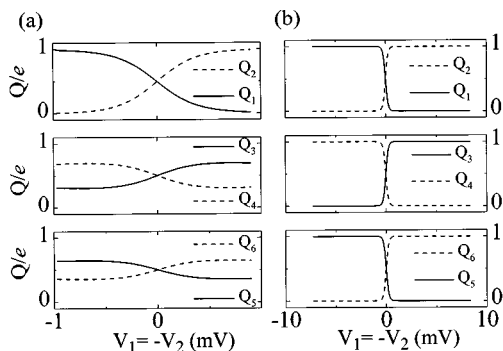 (a)
(b)
1
Q/e
0
Q₂
Q₁
Q₂
Q₁
1
0
1
Q/e
0
Q₃
Q₄
Q₃
Q₄
1
0
1
Q/e
0
Q₆
Q₅
Q₆
Q₅
1
0
-1 0 1
-10 0 10
V₁= -V₂ (mV)
V₁= -V₂ (mV)